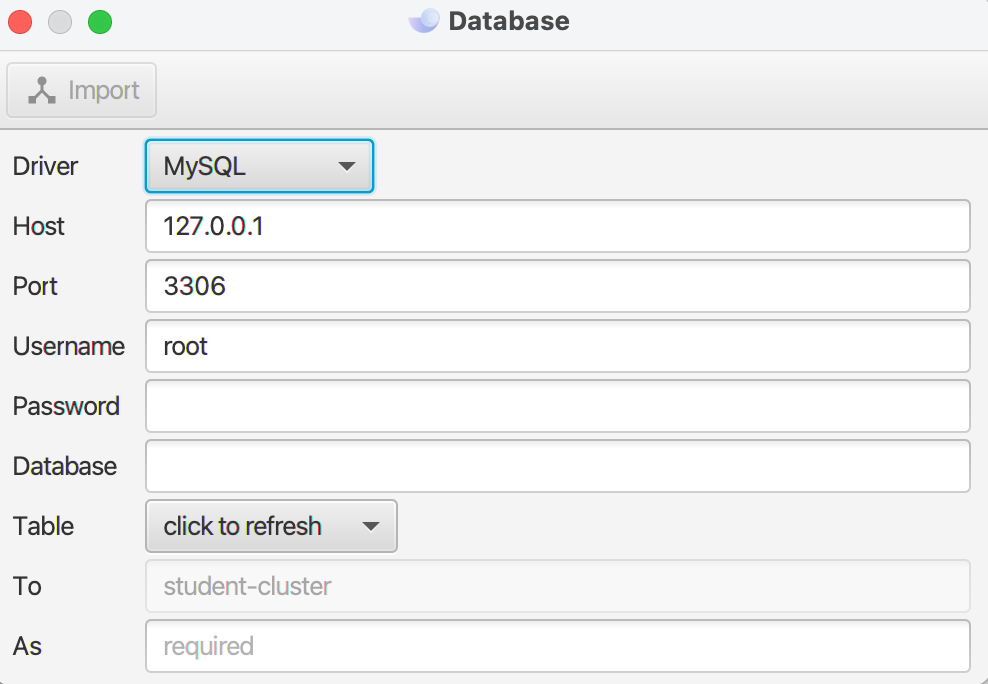 Database
Import
Driver MySQL
Host 127.0.0.1
Port 3306
Username root
Password
Database
Table click to refresh
To student-cluster
As required